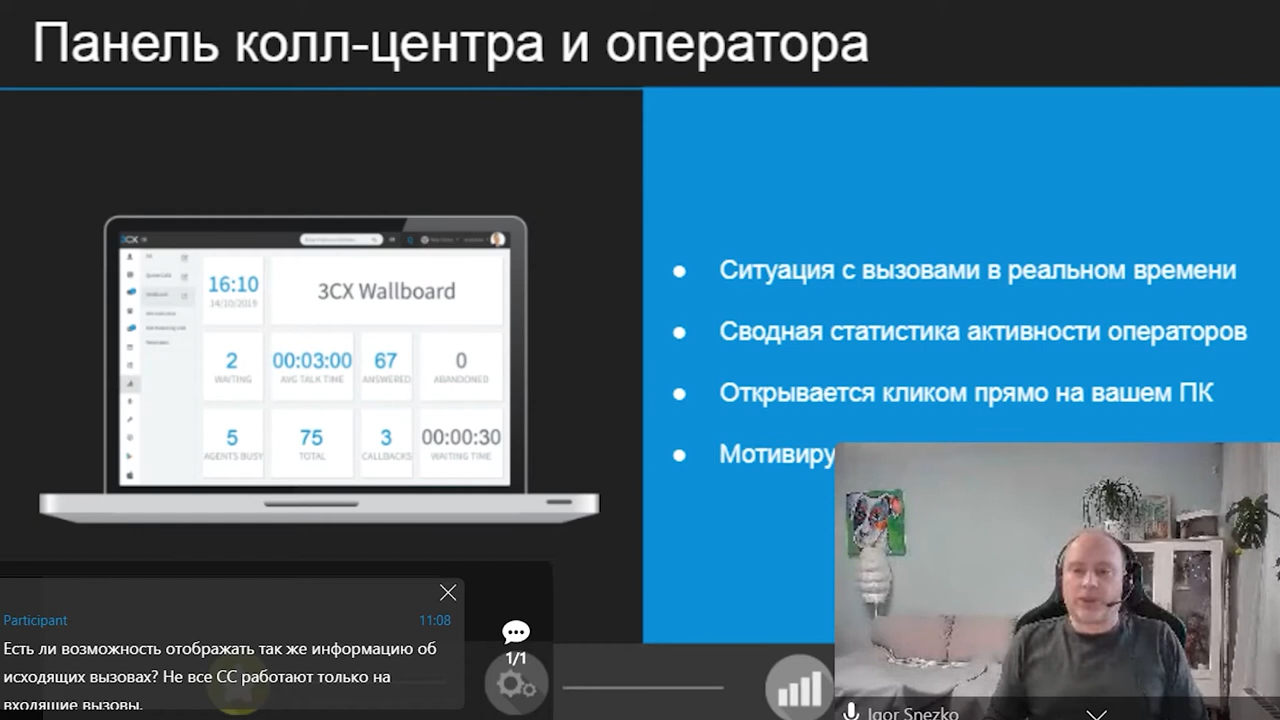 Панель колл-центра и оператора
3CX
16:10
14/10/2019
3CX Wallboard
2
WAITING
00:03:00
AVG TALK TIME
67
ANSWERED
0
ABANDONED
5
AGENTS BUSY
75
TOTAL
3
CALLBACKS
00:00:30
WAITING TIME
Ситуация с вызовами в реальном времени
Сводная статистика активности операторов
Открывается кликом прямо на вашем ПК
Мотивиру
Participant 11:08
Есть ли возможность отображать так же информацию об
исходящих вызовах? Не все СС работают только на
входящие вызовы.
1/1
Igor Snezko